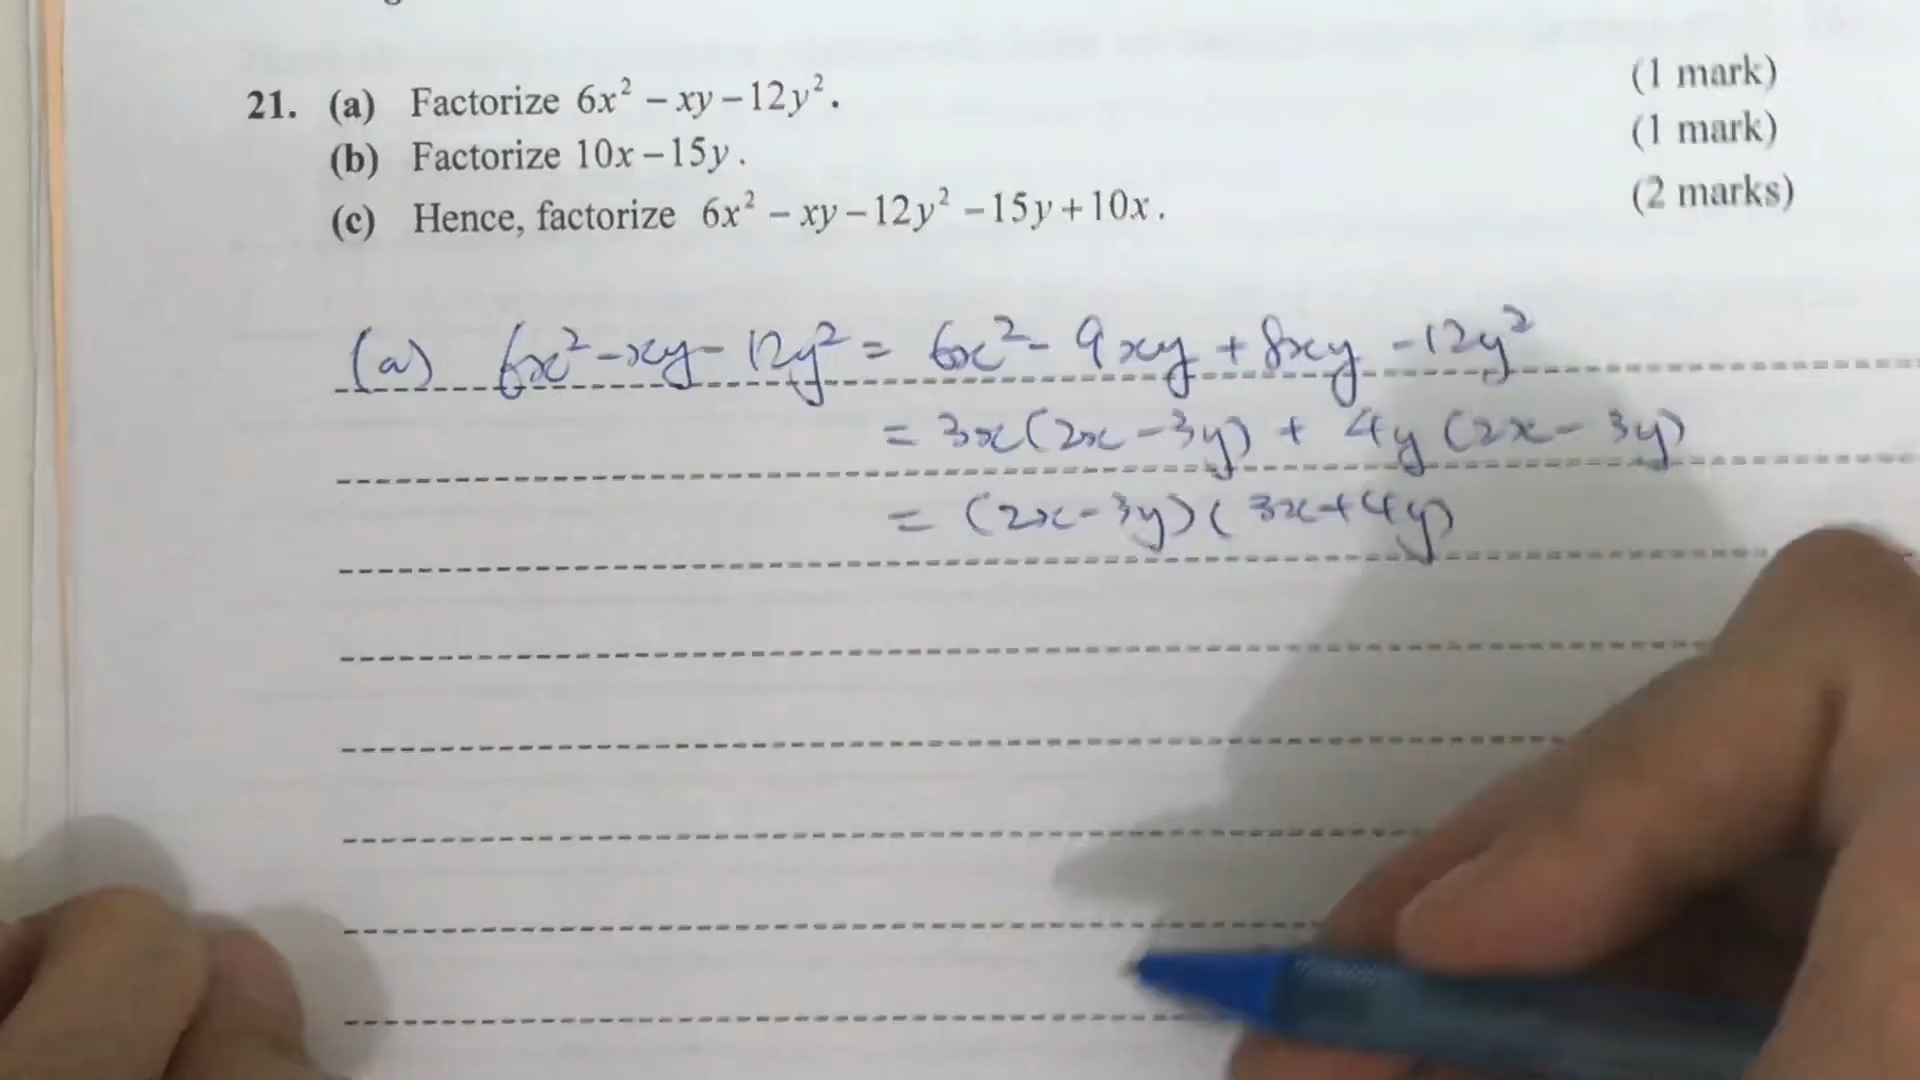 21. (a) Factorize 6x² − xy − 12y². (1 mark)
(b) Factorize 10x − 15y. (1 mark)
(c) Hence, factorize 6x² − xy − 12y² − 15y + 10x. (2 marks)
(a) 6x² − xy − 12y² = 6x² − 9xy + 8xy − 12y²
= 3x(2x − 3y) + 4y(2x − 3y)
= (2x − 3y)(3x + 4y)